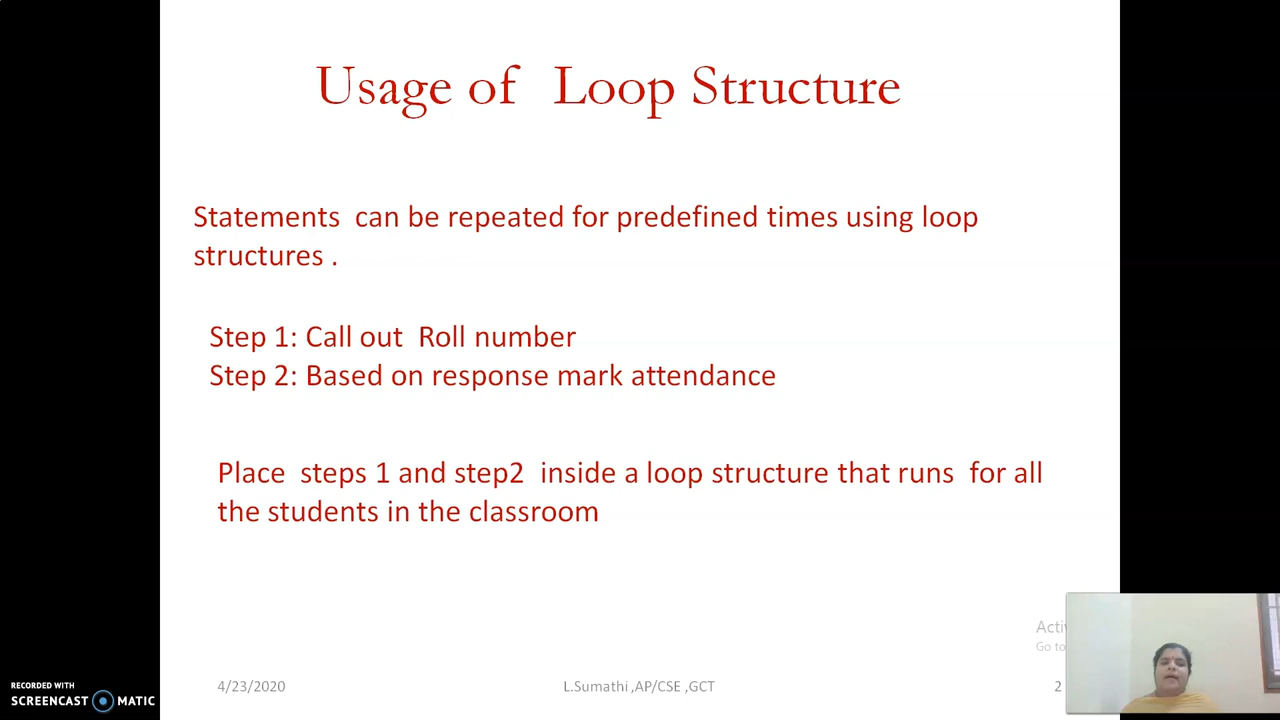 Usage of Loop Structure
Statements can be repeated for predefined times using loop
structures .
Step 1: Call out Roll number
Step 2: Based on response mark attendance
Place steps 1 and step2 inside a loop structure that runs for all
the students in the classroom
Go to
4/23/2020
L.Sumathi ,AP/CSE ,GCT
2
RECORDED WITH
SCREENCAST MATIC